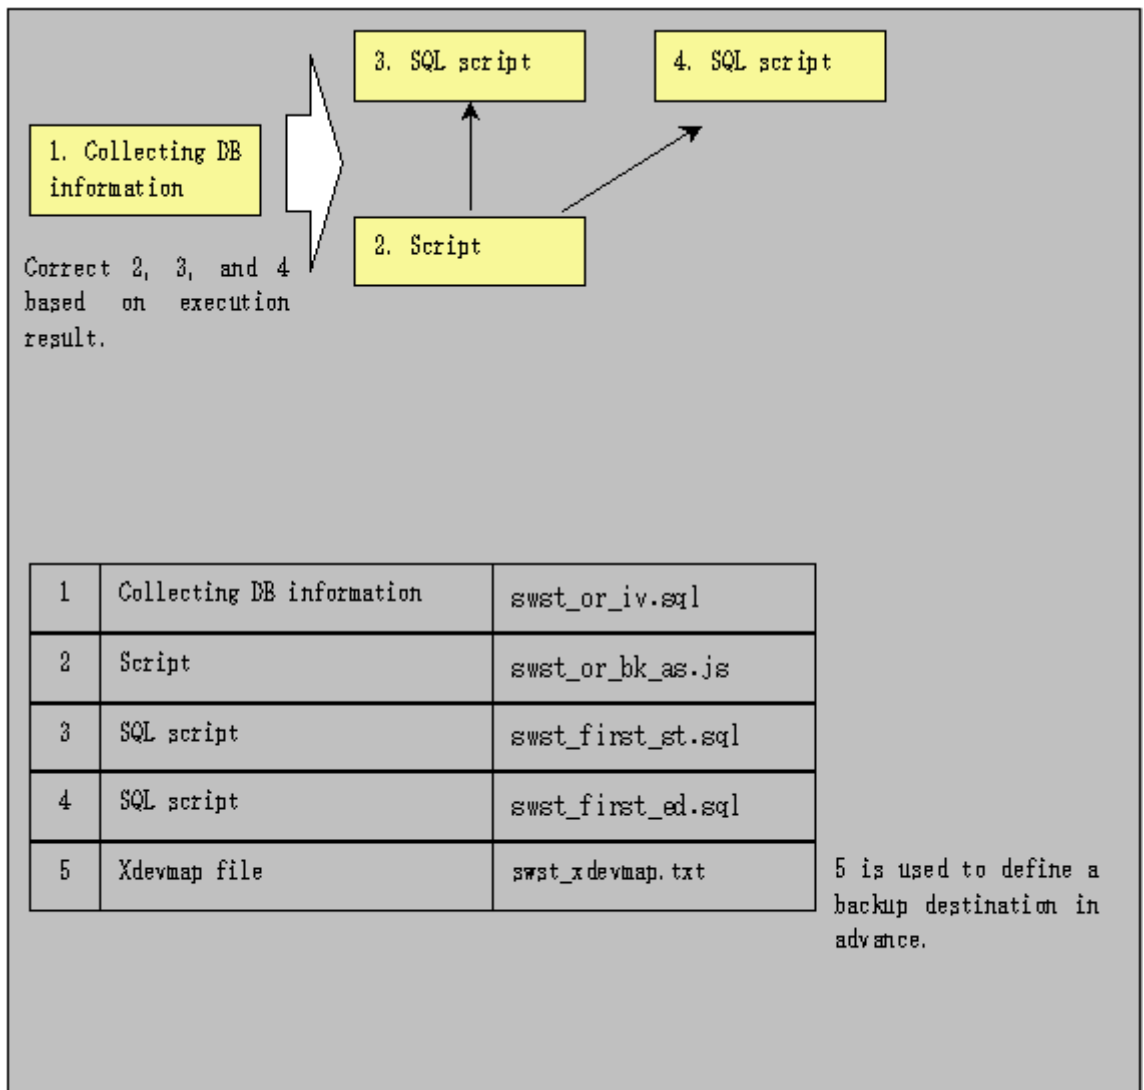 3. SQL script
4. SQL script
1. Collecting DB
information
2. Script
Correct 2, 3, and 4
based on execution
result.
1 Collecting DB information swst_or_iv.sql
2 Script swst_or_bk_as.js
3 SQL script swst_first_st.sql
4 SQL script swst_first_ed.sql
5 Xdevmap file swst_xdevmap.txt
5 is used to define a
backup destination in
advance.